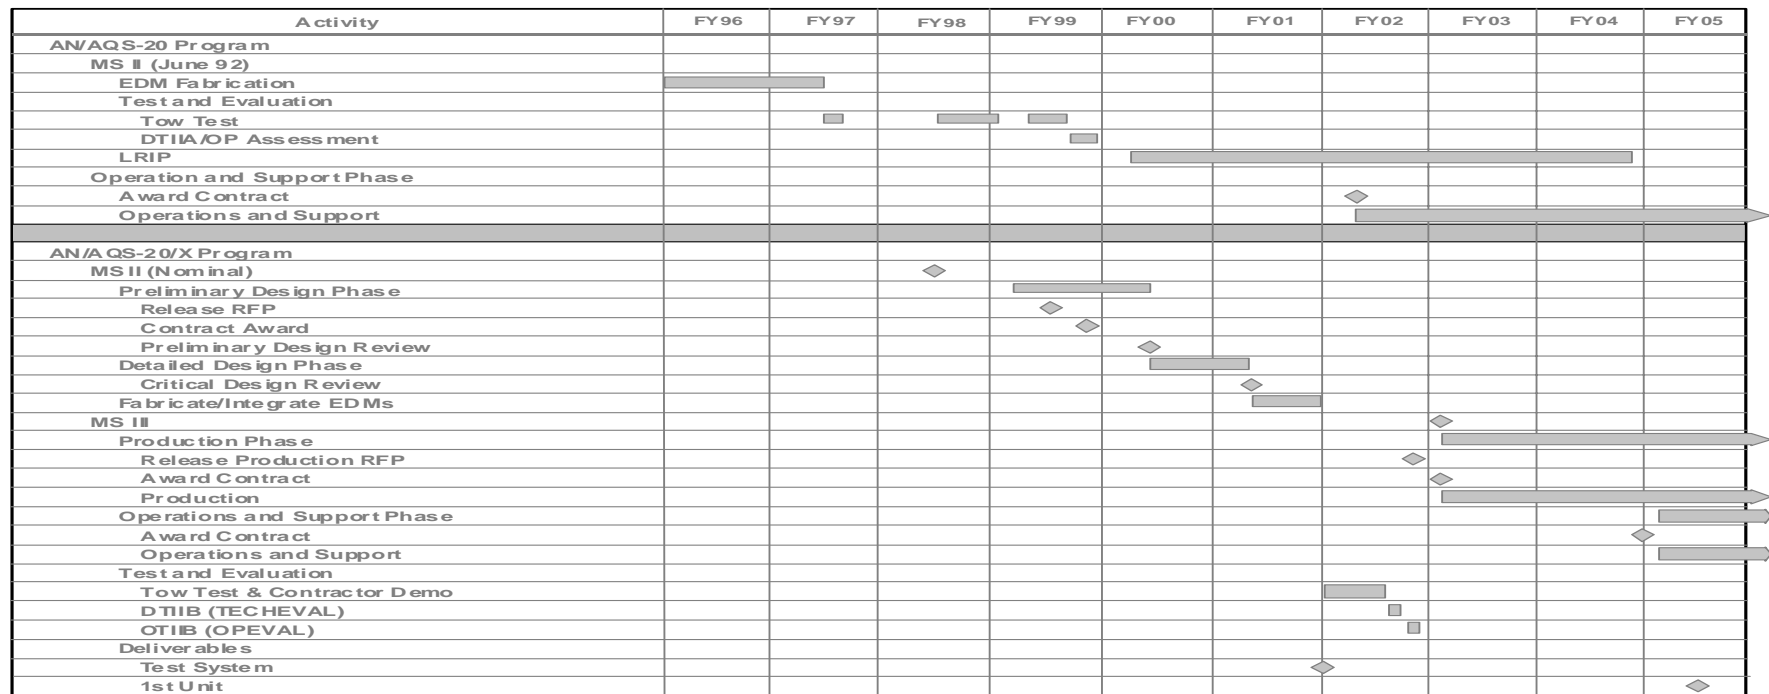 Activity FY96 FY97 FY98 FY99 FY00 FY01 FY02 FY03 FY04 FY05
AN/AQS-20 Program
MS II (June 92)
EDM Fabrication
Test and Evaluation
Tow Test
DTIIA/OP Assessment
LRIP
Operation and Support Phase
Award Contract
Operations and Support
AN/AQS-20/X Program
MS II (Nominal)
Preliminary Design Phase
Release RFP
Contract Award
Preliminary Design Review
Detailed Design Phase
Critical Design Review
Fabricate/Integrate EDMs
MS III
Production Phase
Release Production RFP
Award Contract
Production
Operations and Support Phase
Award Contract
Operations and Support
Test and Evaluation
Tow Test & Contractor Demo
DTIIB (TECHEVAL)
OTIIB (OPEVAL)
Deliverables
Test System
1st Unit